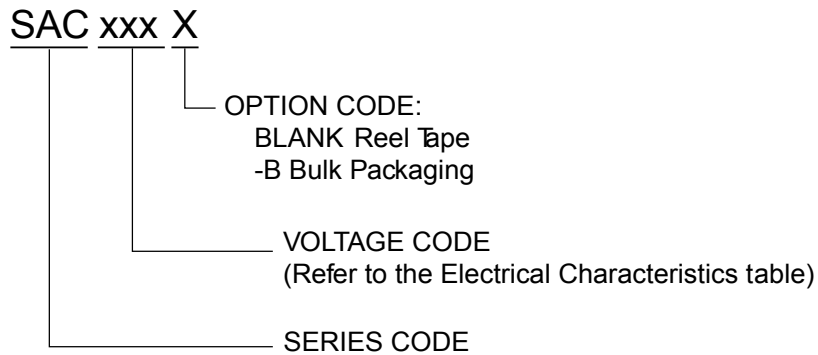 SAC xxx X
OPTION CODE:
BLANK Reel Tape
-B Bulk Packaging
VOLTAGE CODE
(Refer to the Electrical Characteristics table)
SERIES CODE